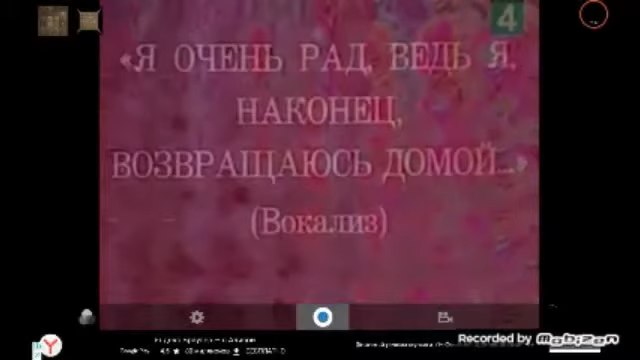 4
«Я ОЧЕНЬ РАД, ВЕДЬ Я,
НАКОНЕЦ,
ВОЗВРАЩАЮСЬ ДОМОЙ...»
(Вокализ)
Recorded by Mobizen